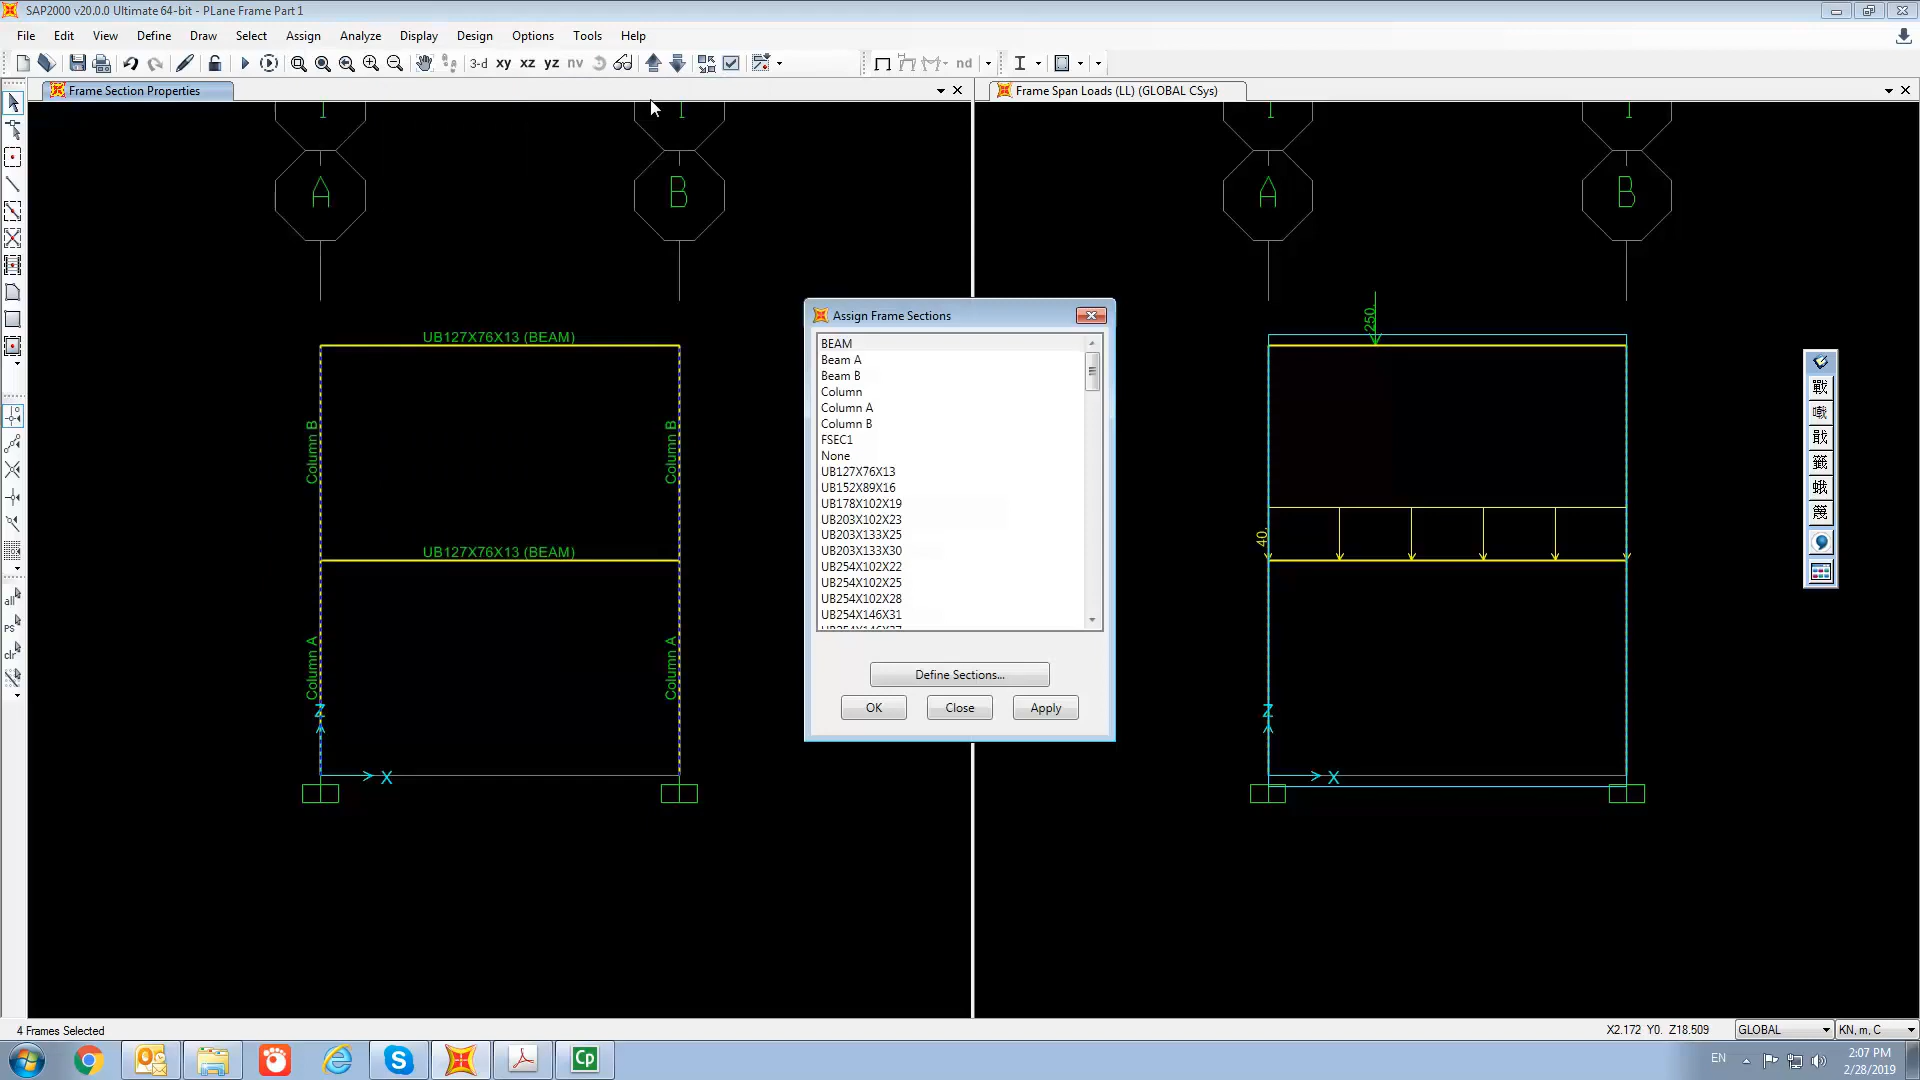 SAP2000 v20.0.0 Ultimate 64-bit - PLane Frame Part 1
File Edit View Define Draw Select Assign Analyze Display Design Options Tools Help
3-d xy xz yz nv nd
Frame Section Properties
Frame Span Loads (LL) (GLOBAL CSys)
A
B
A
B
UB127X76X13 (BEAM)
Column B
Column B
UB127X76X13 (BEAM)
Column A
Column A
Z
X
250.
40.
Z
X
Assign Frame Sections
BEAM
Beam A
Beam B
Column
Column A
Column B
FSEC1
None
UB127X76X13
UB152X89X16
UB178X102X19
UB203X102X23
UB203X133X25
UB203X133X30
UB254X102X22
UB254X102X25
UB254X102X28
UB254X146X31
Define Sections...
OK Close Apply
all
PS
clr
4 Frames Selected
X2.172 Y0. Z18.509
GLOBAL
KN, m, C
Cp
EN
2:07 PM
2/28/2019